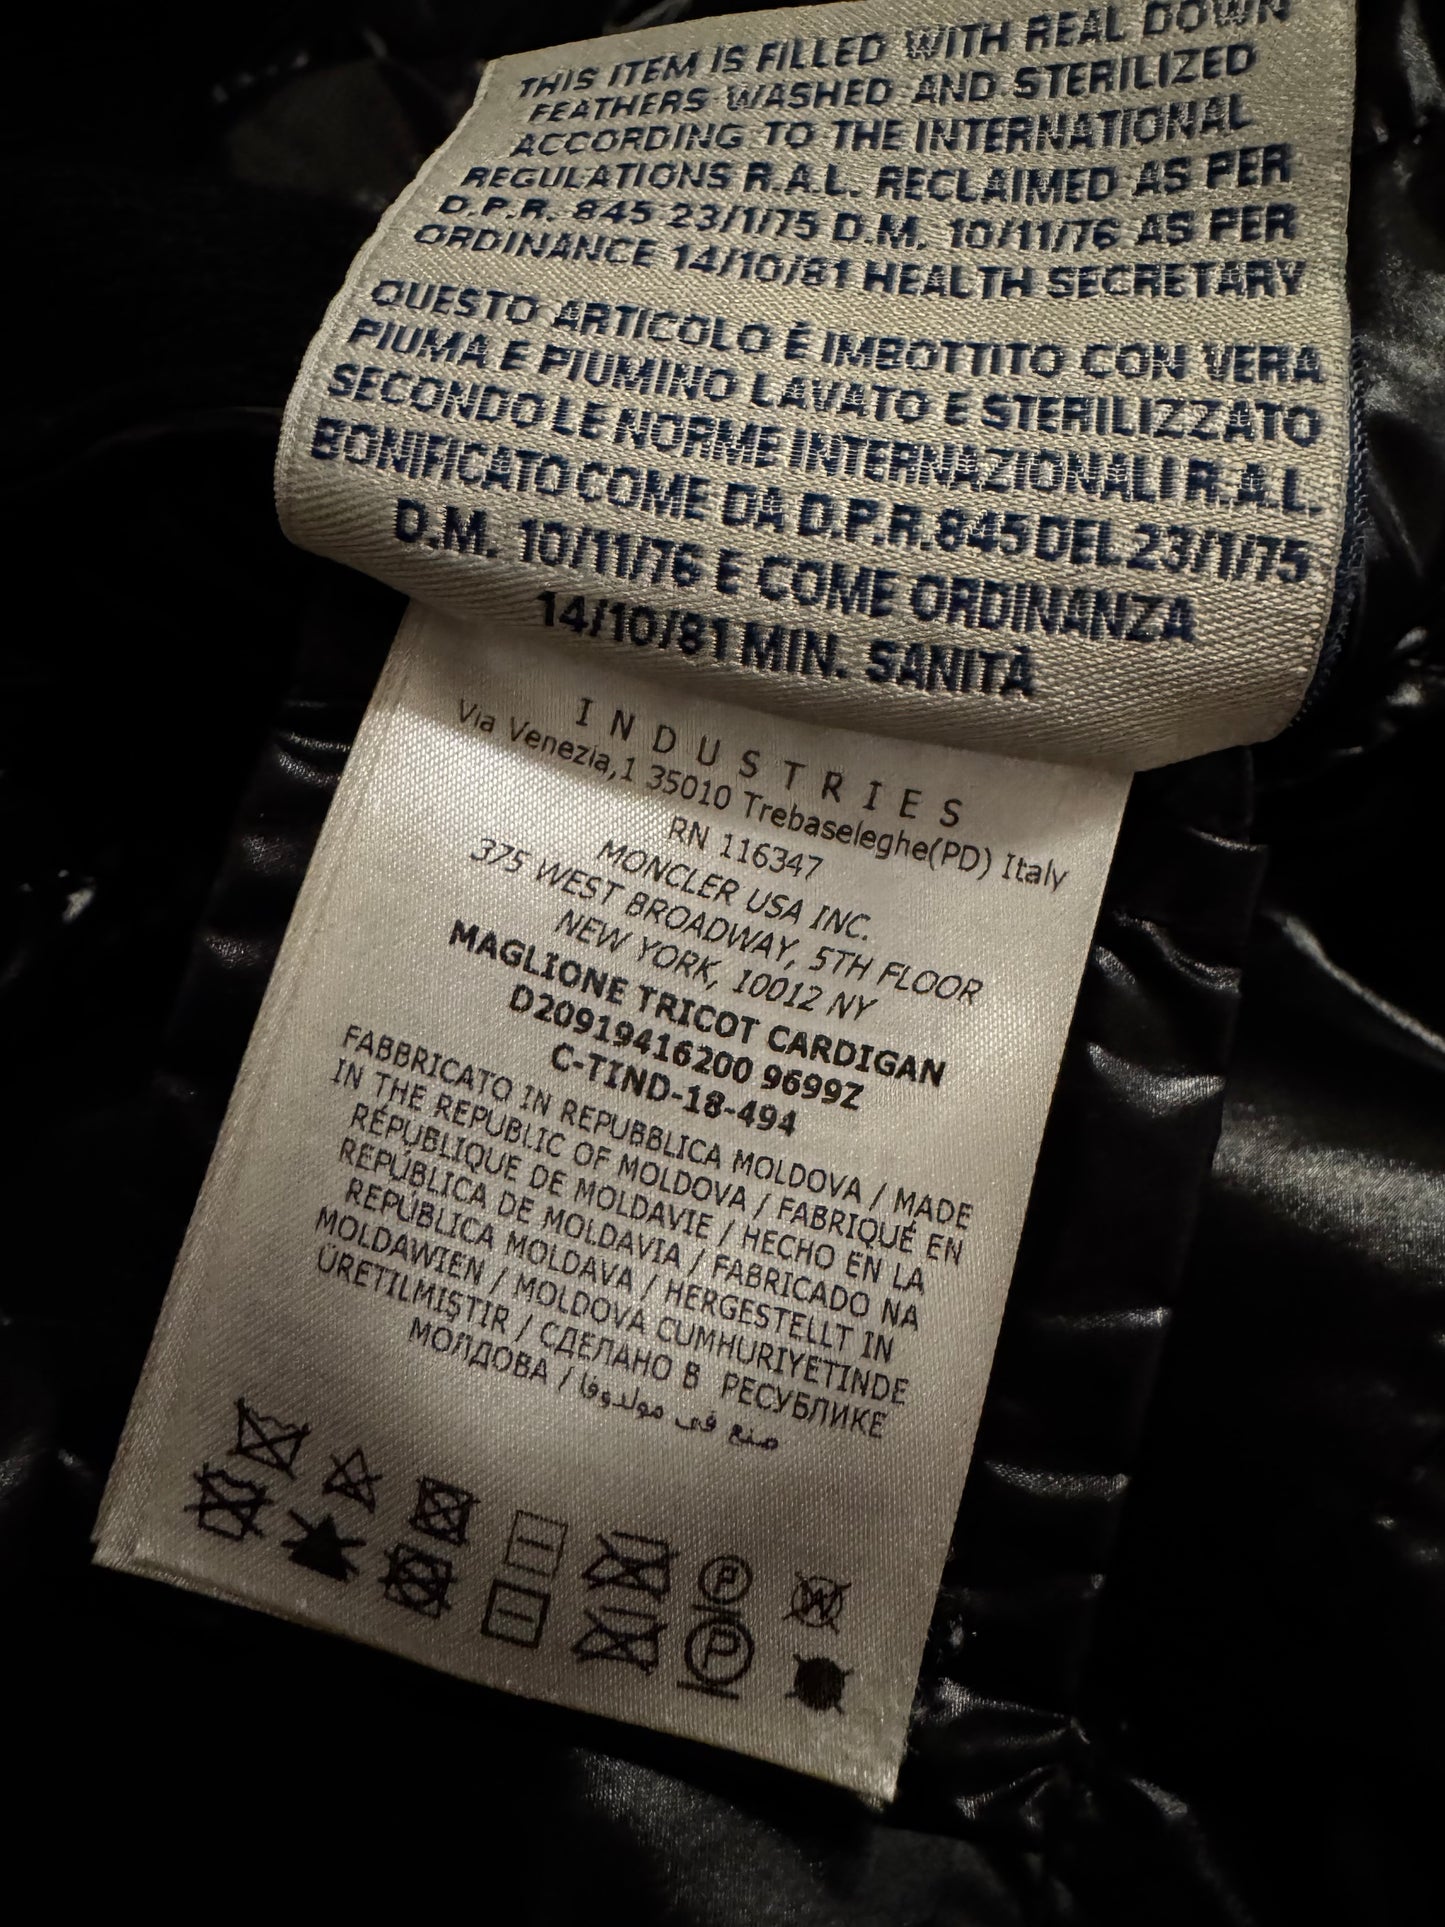 THIS ITEM IS FILLED WITH REAL DOWN
FEATHERS WASHED AND STERILIZED
ACCORDING TO THE INTERNATIONAL
REGULATIONS R.A.L. RECLAIMED AS PER
D.P.R. 845 23/1/75 D.M. 10/11/76 AS PER
ORDINANCE 14/10/81 HEALTH SECRETARY
QUESTO ARTICOLO É IMBOTTITO CON VERA
PIUMA E PIUMINO LAVATO E STERILIZZATO
SECONDO LE NORME INTERNAZIONALI R.A.L.
BONIFICATO COME DA D.P.R.845 DEL 23/1/75.
D.M. 10/11/76 E COME ORDINANZA
14/10/81 MIN. SANITÀ
INDUSTRIES
Via Venezia,1 35010 Trebaseleghe(PD) Italy
RN 116347
MONCLER USA INC.
375 WEST BROADWAY, 5TH FLOOR
NEW YORK, 10012 NY
MAGLIONE TRICOT CARDIGAN
D20919416200 9699Z
C-TIND-18-494
FABBRICATO IN REPUBBLICA MOLDOVA / MADE
IN THE REPUBLIC OF MOLDOVA / FABRIQUÉ EN
RÉPUBLIQUE DE MOLDAVIE / HECHO EN LA
REPÚBLICA DE MOLDAVIA / FABRICADO NA
REPÚBLICA MOLDAVA / HERGESTELLT IN
MOLDAWIEN / MOLDOVA CUMHURIYETINDE
ÜRETILMIŞTIR / СДЕЛАНО В РЕСУБЛИКЕ
МОЛДОВА / صنع في مولدوفا
P W
P